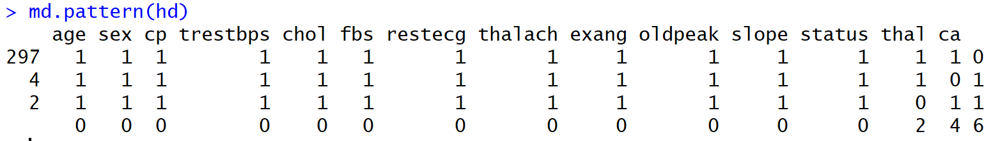 > md.pattern(hd)
age sex cp trestbps chol fbs restecg thalach exang oldpeak slope status thal ca
297 1 1 1 1 1 1 1 1 1 1 1 1 1 1 0
4 1 1 1 1 1 1 1 1 1 1 1 1 1 0 1
2 1 1 1 1 1 1 1 1 1 1 1 1 0 1 1
0 0 0 0 0 0 0 0 0 0 0 0 2 4 6